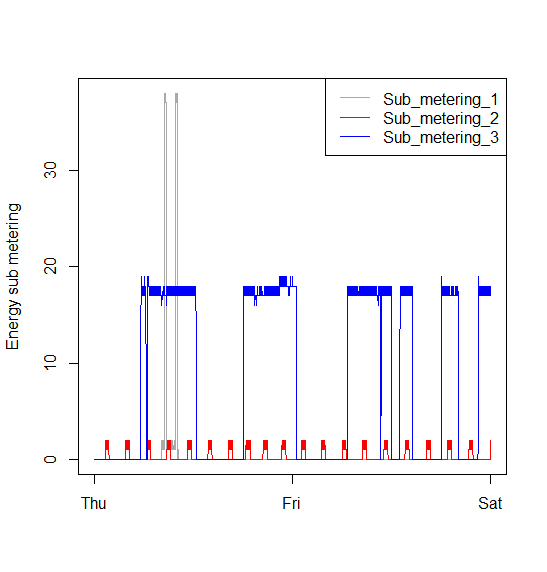 Sub_metering_1
Sub_metering_2
Sub_metering_3
Energy sub metering
30
20
10
0
Thu
Fri
Sat